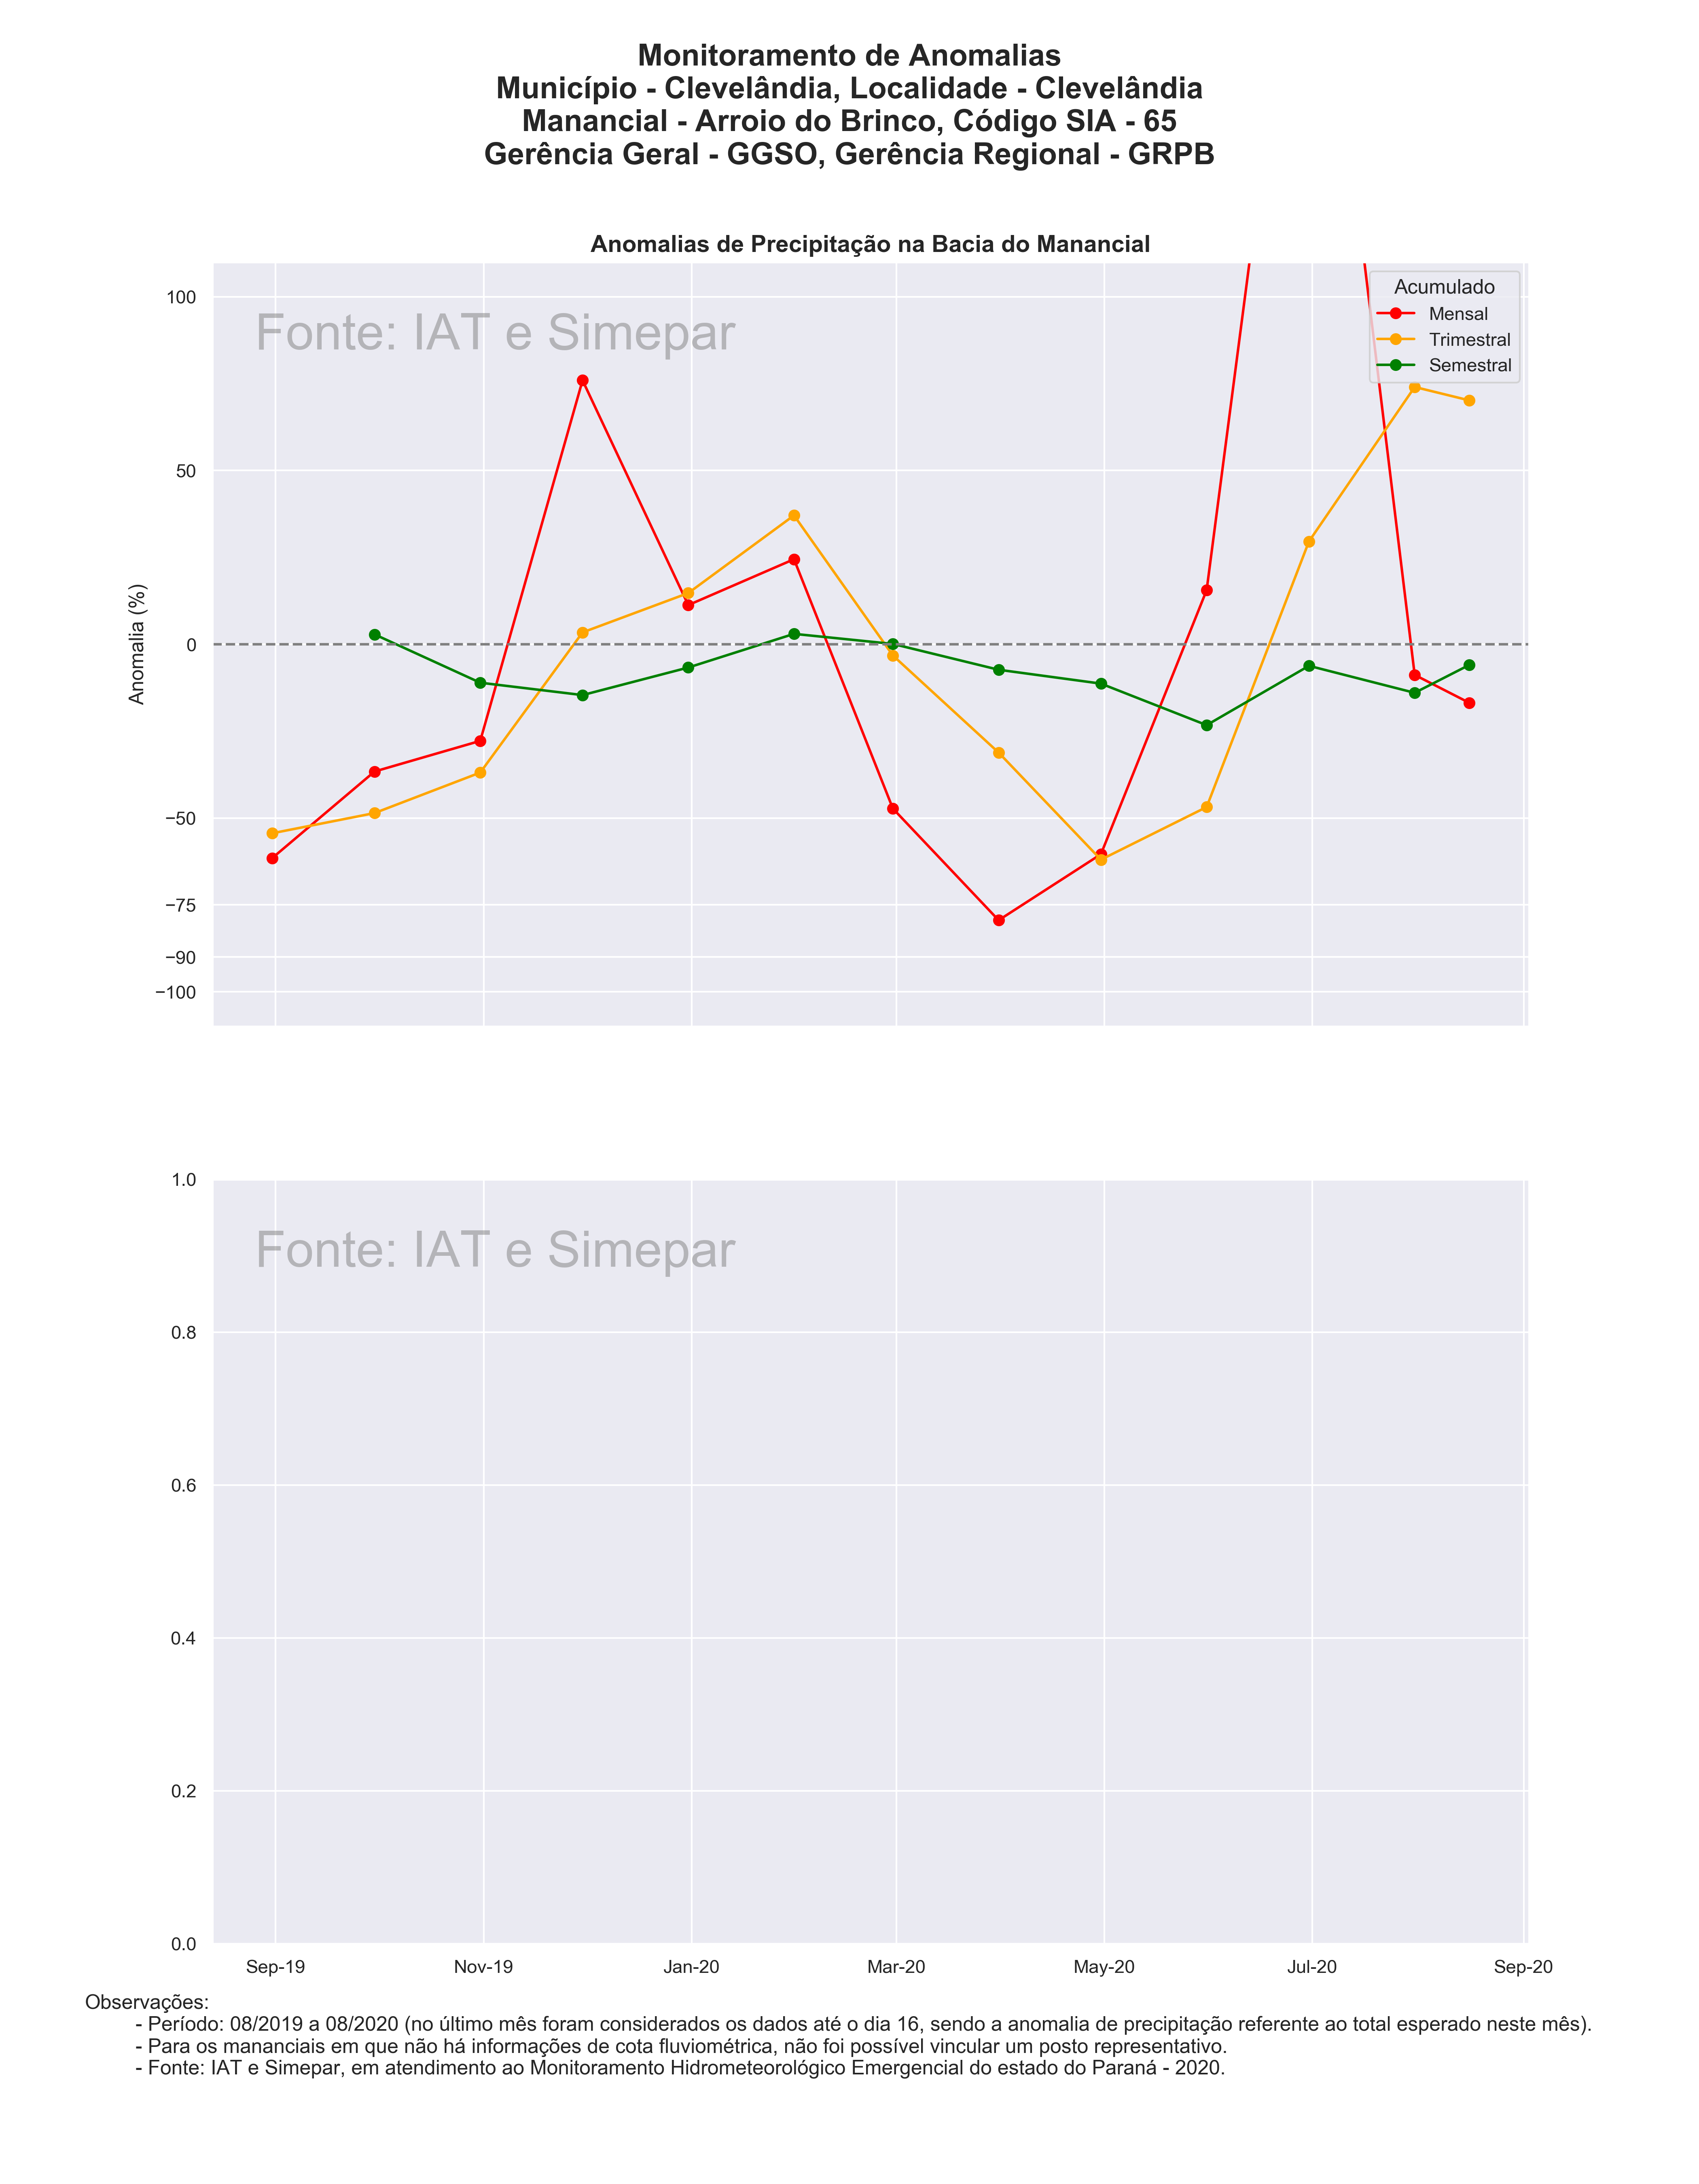 Monitoramento de Anomalias
Município - Clevelândia, Localidade - Clevelândia
Manancial - Arroio do Brinco, Código SIA - 65
Gerência Geral - GGSO, Gerência Regional - GRPB
Anomalias de Precipitação na Bacia do Manancial
Fonte: IAT e Simepar
Acumulado
Mensal
Trimestral
Semestral
Anomalia (%)
100
50
0
−50
−75
−90
−100
Fonte: IAT e Simepar
1.0
0.8
0.6
0.4
0.2
0.0
Sep-19 Nov-19 Jan-20 Mar-20 May-20 Jul-20 Sep-20
Observações:
- Período: 08/2019 a 08/2020 (no último mês foram considerados os dados até o dia 16, sendo a anomalia de precipitação referente ao total esperado neste mês).
- Para os mananciais em que não há informações de cota fluviométrica, não foi possível vincular um posto representativo.
- Fonte: IAT e Simepar, em atendimento ao Monitoramento Hidrometeorológico Emergencial do estado do Paraná - 2020.